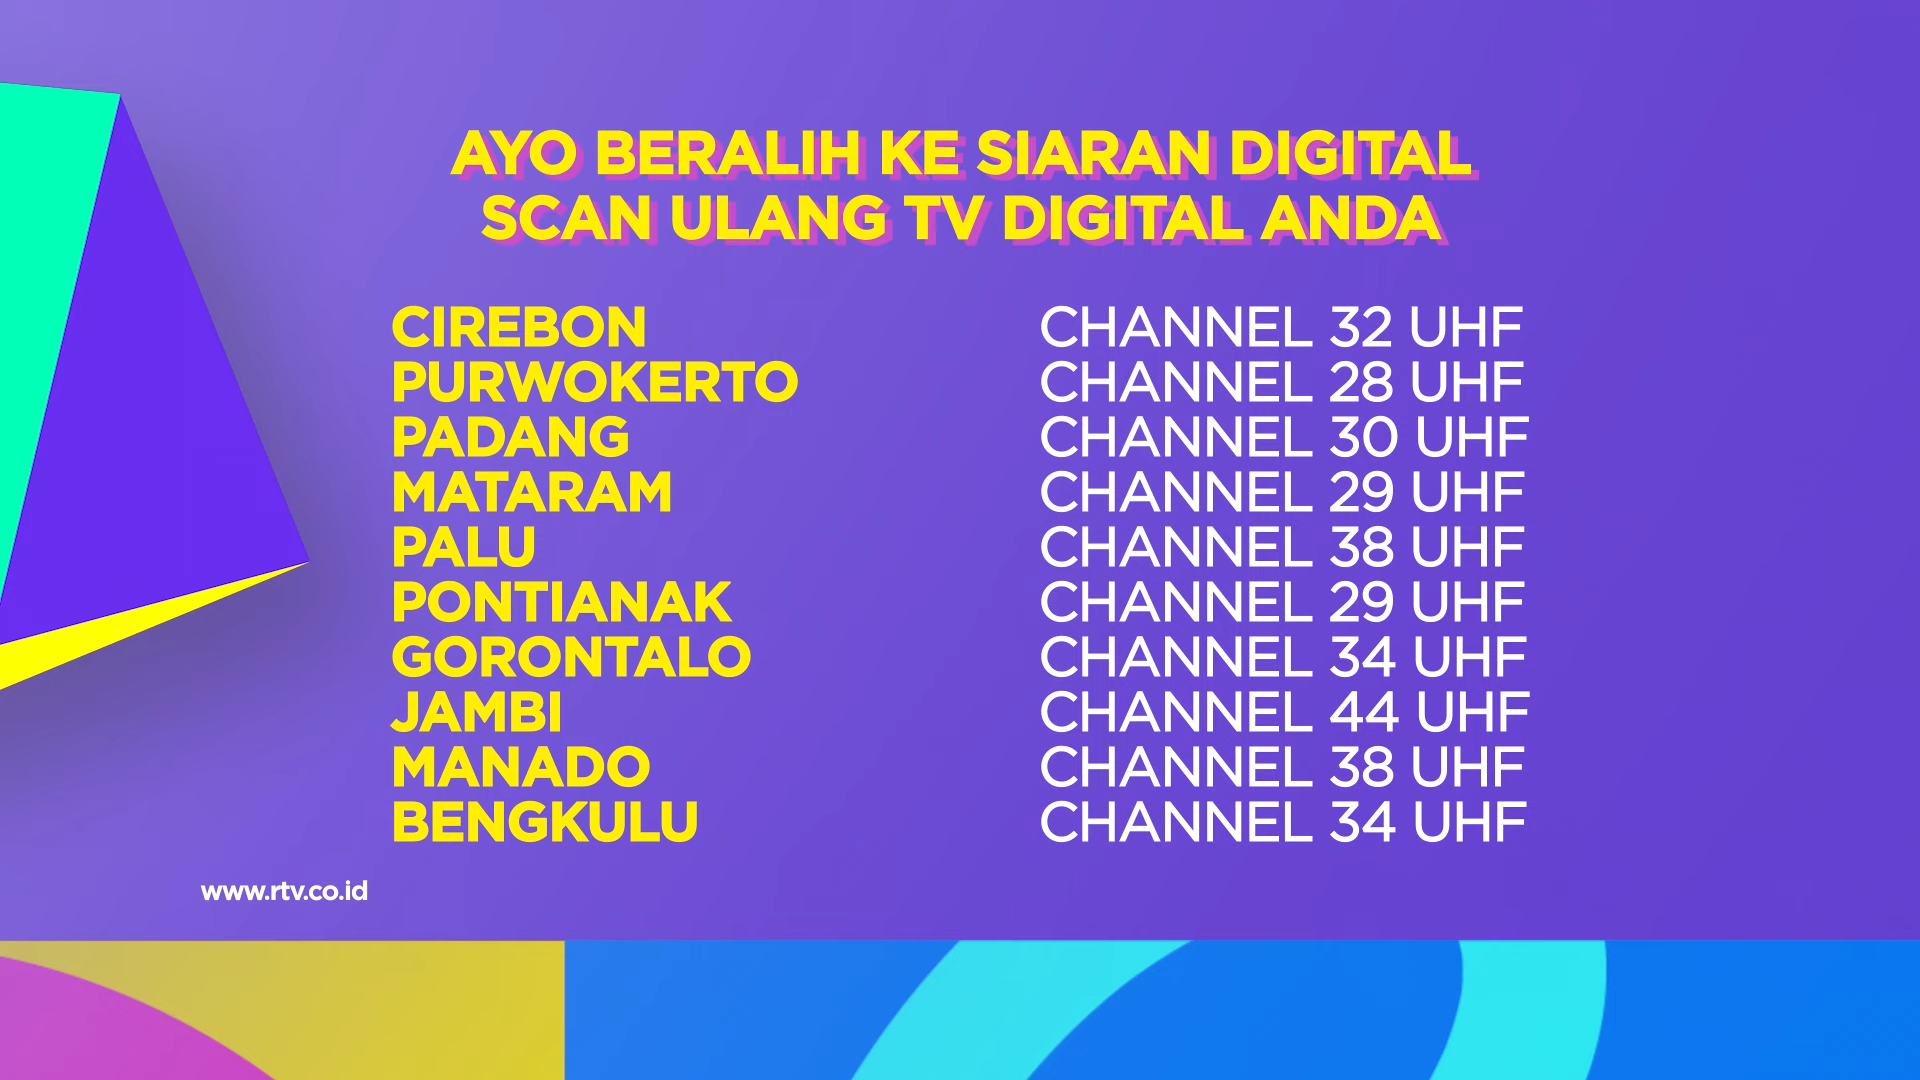 AYO BERALIH KE SIARAN DIGITAL
SCAN ULANG TV DIGITAL ANDA
CIREBON CHANNEL 32 UHF
PURWOKERTO CHANNEL 28 UHF
PADANG CHANNEL 30 UHF
MATARAM CHANNEL 29 UHF
PALU CHANNEL 38 UHF
PONTIANAK CHANNEL 29 UHF
GORONTALO CHANNEL 34 UHF
JAMBI CHANNEL 44 UHF
MANADO CHANNEL 38 UHF
BENGKULU CHANNEL 34 UHF
www.rtv.co.id